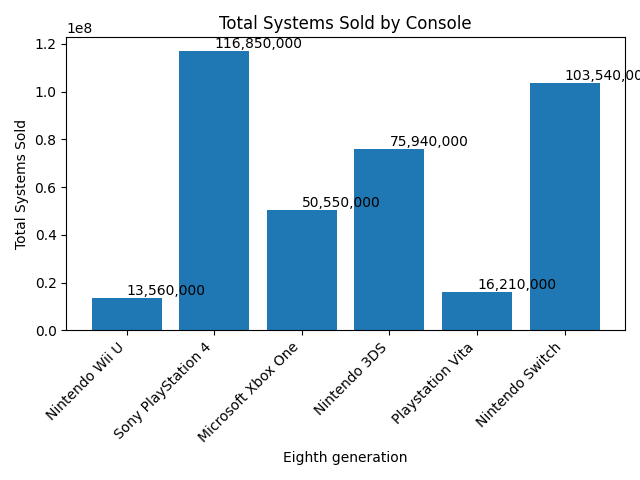 Total Systems Sold by Console
1e8
1.2
1.0
0.8
0.6
0.4
0.2
0.0
Total Systems Sold
13,560,000
116,850,000
50,550,000
75,940,000
16,210,000
103,540,00
Nintendo Wii U
Sony PlayStation 4
Microsoft Xbox One
Nintendo 3DS
Playstation Vita
Nintendo Switch
Eighth generation